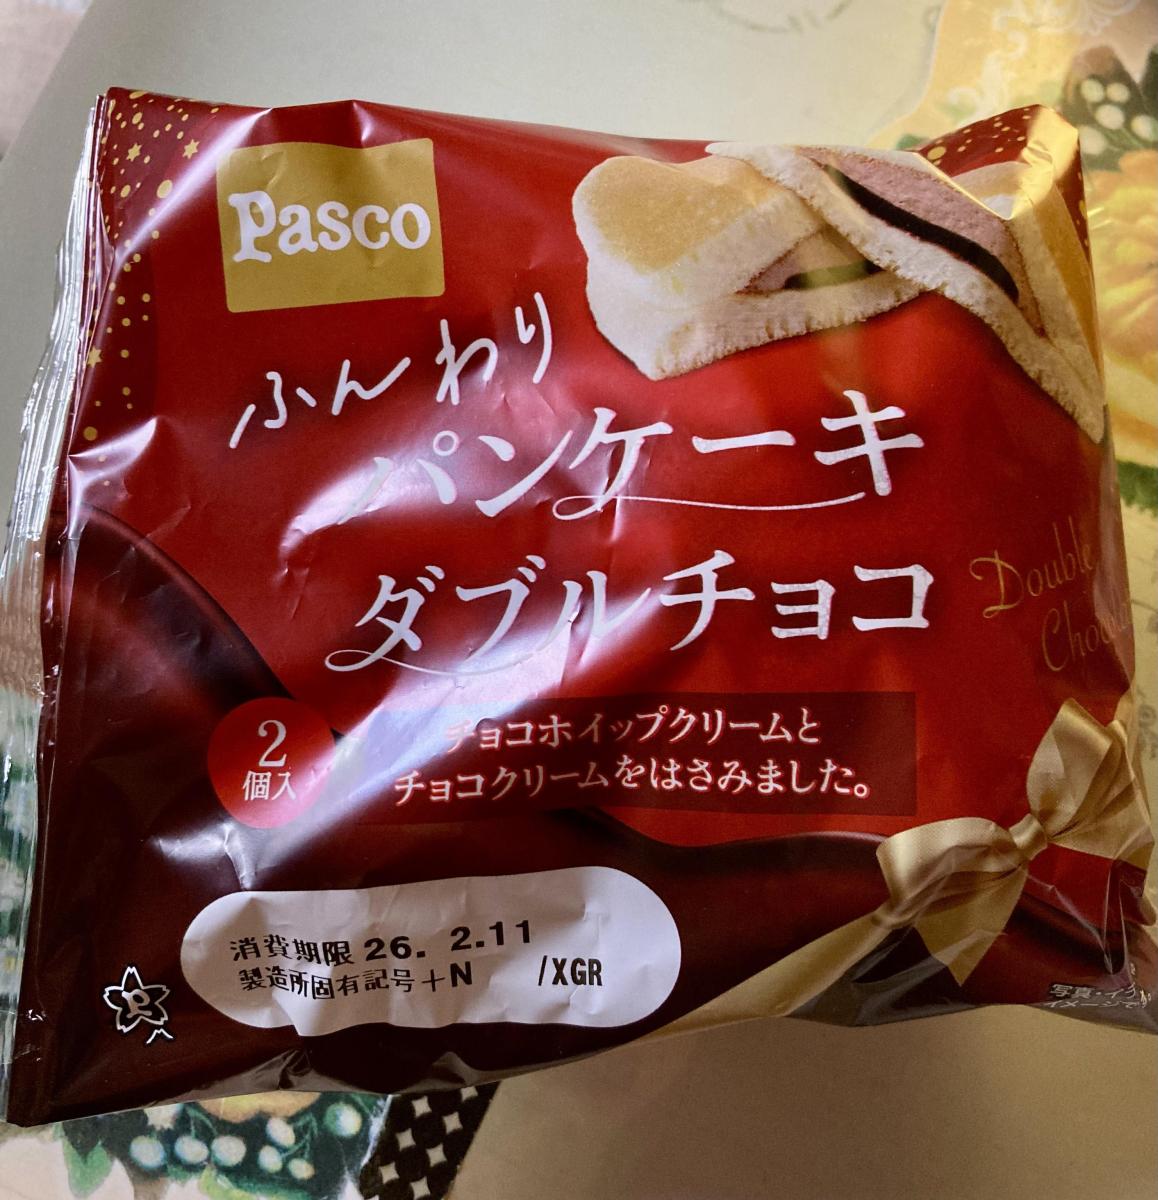 Pasco
ふんわり
パンケーキ
ダブルチョコ
Double
2
個入
チョコホイップクリームと
チョコクリームをはさみました。
消費期限 26. 2.11
製造所固有記号+N /XGR